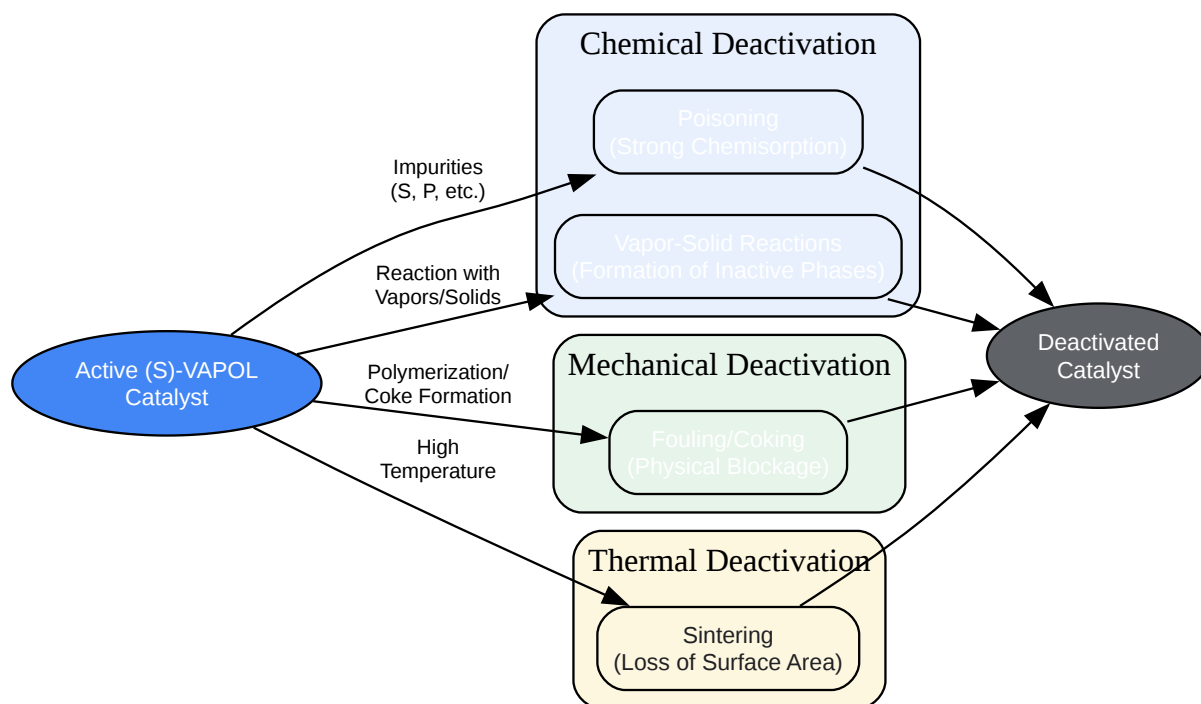 Chemical Deactivation
Poisoning
(Strong Chemisorption)
Impurities
(S, P, etc.)
Vapor-Solid Reactions
(Formation of Inactive Phases)
Reaction with
Vapors/Solids
Active (S)-VAPOL
Catalyst
Deactivated
Catalyst
Mechanical Deactivation
Polymerization/
Coke Formation
Fouling/Coking
(Physical Blockage)
High
Temperature
Thermal Deactivation
Sintering
(Loss of Surface Area)